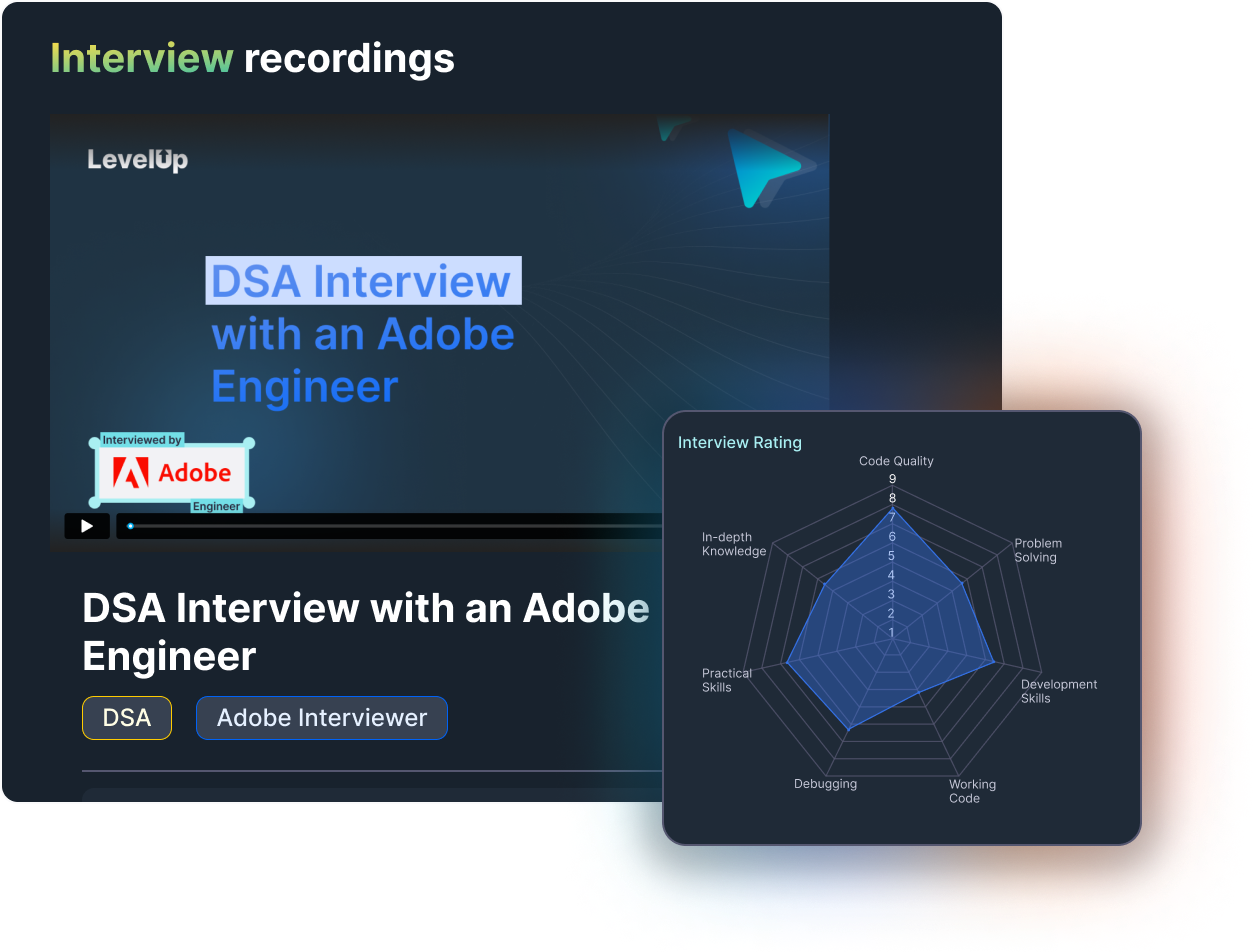 Interview recordings
LevelUp
DSA Interview
with an Adobe
Engineer
Interviewed by
Adobe
Engineer
DSA Interview with an Adobe
Engineer
DSA
Adobe Interviewer
Interview Rating
Code Quality
9
8
7
6
5
4
3
2
1
In-depth
Knowledge
Problem
Solving
Practical
Skills
Development
Skills
Debugging
Working
Code